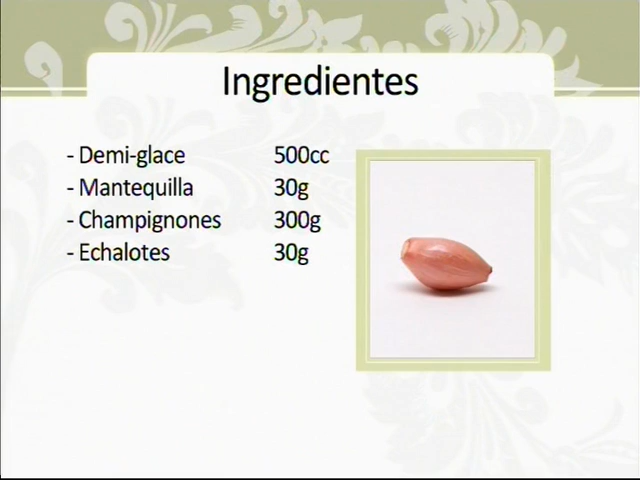 Ingredientes
- Demi-glace 500cc
- Mantequilla 30g
- Champignones 300g
- Echalotes 30g